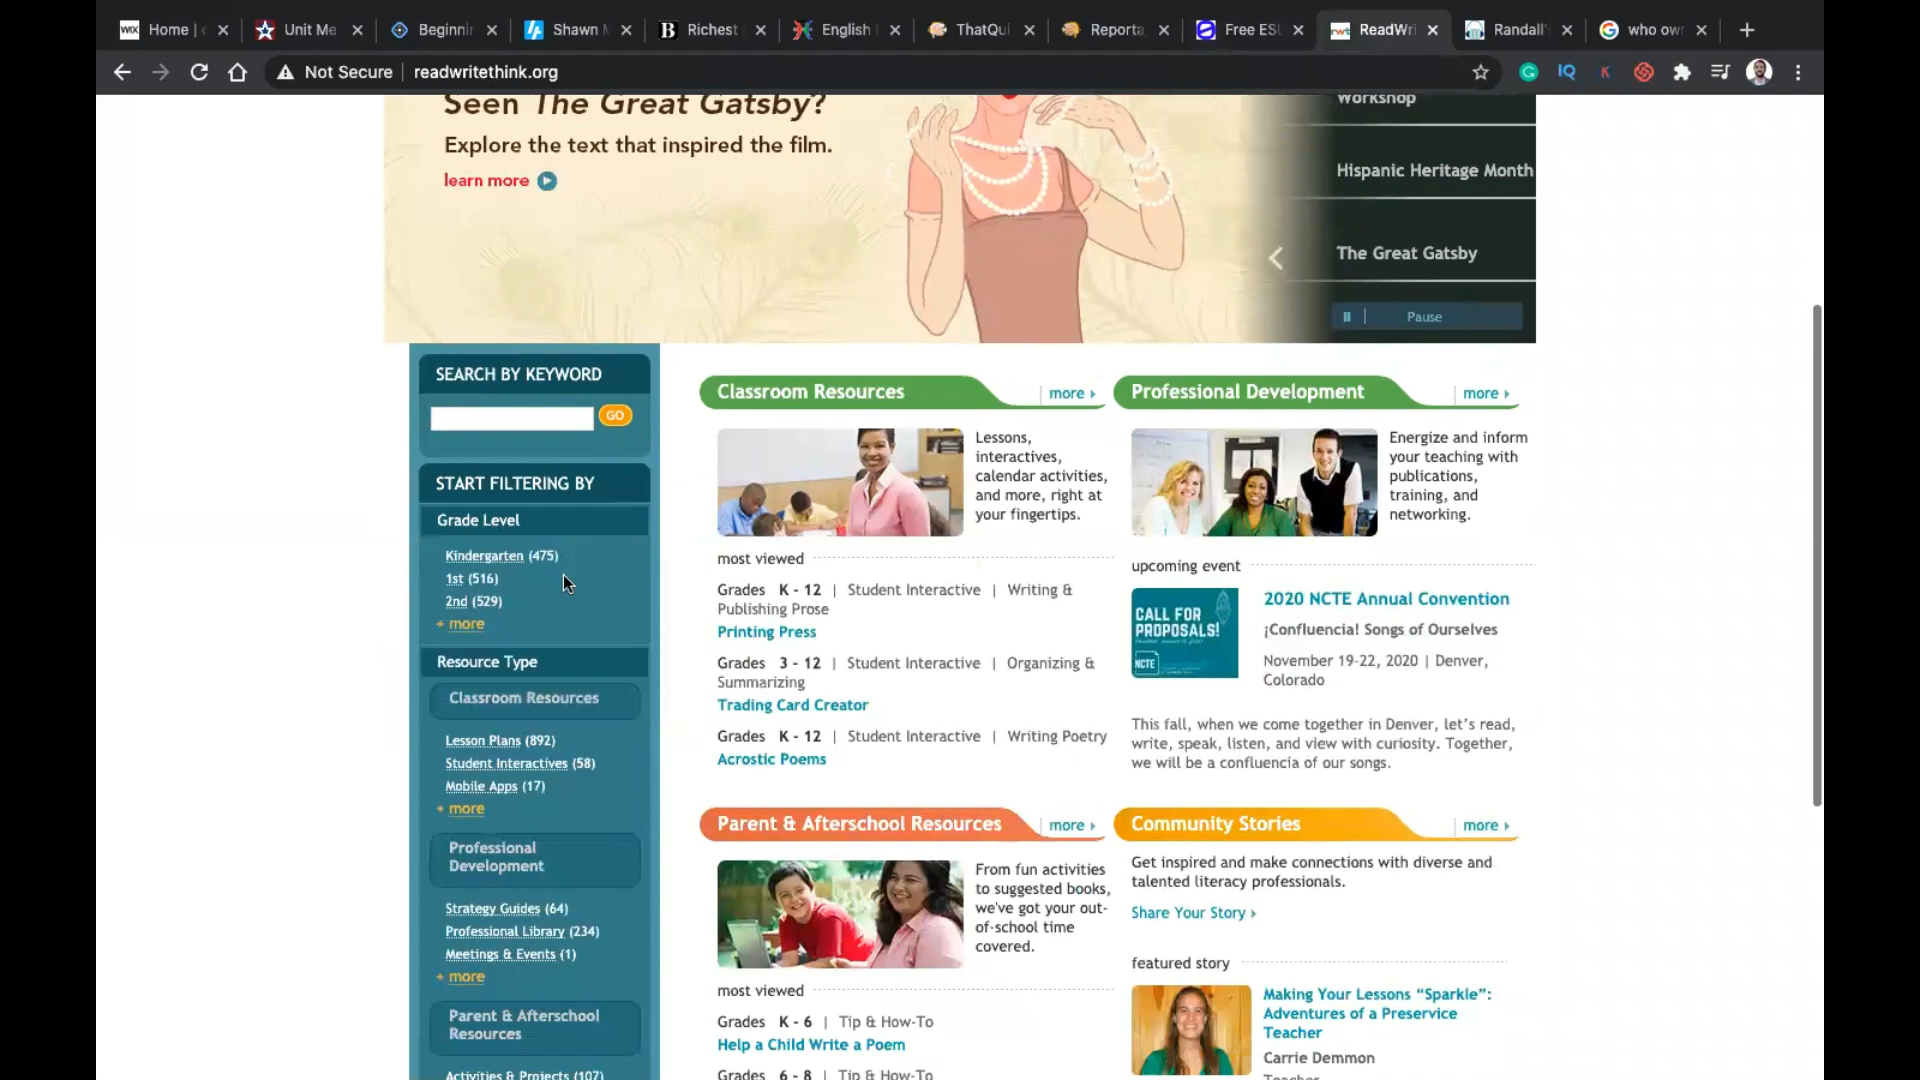 WIX Home | Unit Me Beginni Shawn B Richest English ThatQui Reporta Free ESL rwt ReadWri Randall' G who ow
Not Secure readwritethink.org
Seen The Great Gatsby?
Explore the text that inspired the film.
learn more
Workshop
Hispanic Heritage Month
The Great Gatsby
Pause
SEARCH BY KEYWORD
GO
START FILTERING BY
Grade Level
Kindergarten (475)
1st (516)
2nd (529)
+ more
Resource Type
Classroom Resources
Lesson Plans (892)
Student Interactives (58)
Mobile Apps (17)
+ more
Professional
Development
Strategy Guides (64)
Professional Library (234)
Meetings & Events (1)
+ more
Parent & Afterschool
Resources
Activities & Projects (107)
Classroom Resources more
Lessons,
interactives,
calendar activities,
and more, right at
your fingertips.
most viewed
Grades K - 12 | Student Interactive | Writing &
Publishing Prose
Printing Press
Grades 3 - 12 | Student Interactive | Organizing &
Summarizing
Trading Card Creator
Grades K - 12 | Student Interactive | Writing Poetry
Acrostic Poems
Professional Development more
Energize and inform
your teaching with
publications,
training, and
networking.
upcoming event
CALL FOR
PROPOSALS!
NCTE
2020 NCTE Annual Convention
¡Confluencia! Songs of Ourselves
November 19-22, 2020 | Denver,
Colorado
This fall, when we come together in Denver, let’s read,
write, speak, listen, and view with curiosity. Together,
we will be a confluencia of our songs.
Parent & Afterschool Resources more
From fun activities
to suggested books,
we've got your out-
of-school time
covered.
most viewed
Grades K - 6 | Tip & How-To
Help a Child Write a Poem
Grades 6 - 8 | Tip & How-To
Community Stories more
Get inspired and make connections with diverse and
talented literacy professionals.
Share Your Story
featured story
Making Your Lessons “Sparkle”:
Adventures of a Preservice
Teacher
Carrie Demmon
Teacher